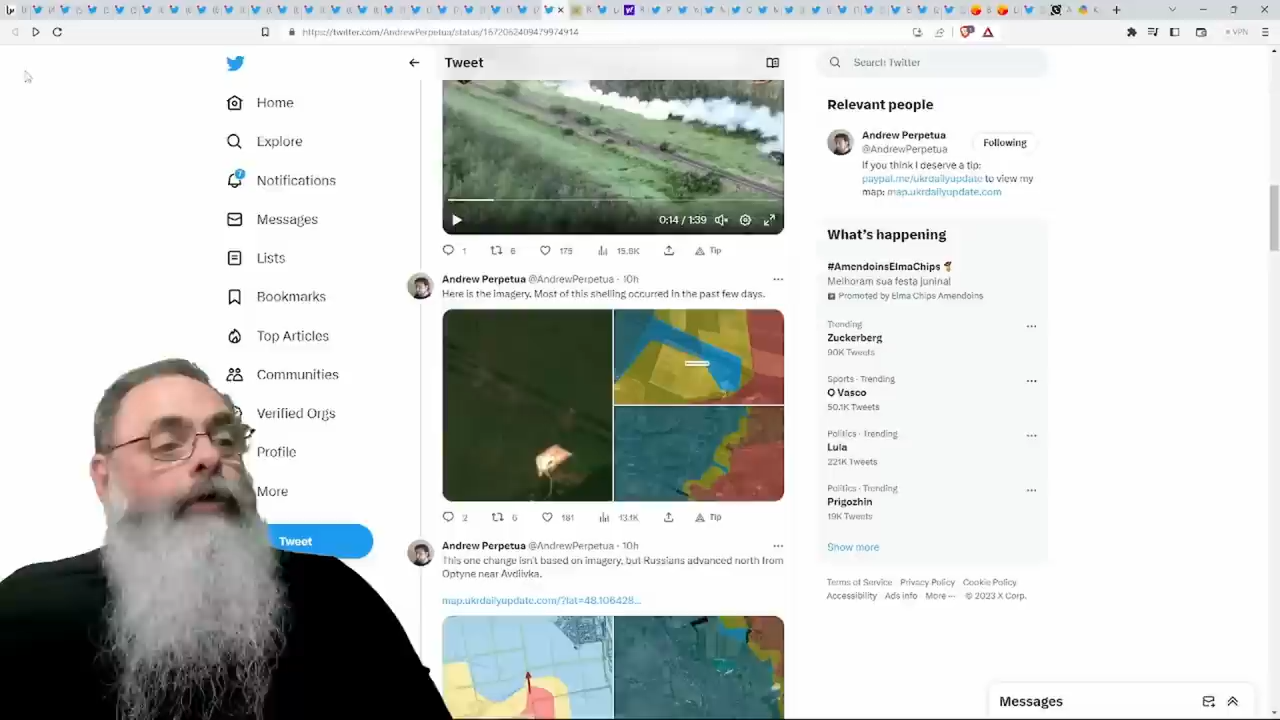 https://twitter.com/AndrewPerpetua/status/1672062409479974914
VPN
Home
Explore
Notifications
Messages
Lists
Bookmarks
Top Articles
Communities
Verified Orgs
Profile
More
Tweet
Tweet
0:14 / 1:39
1
6
175
15.8K
Tip
Andrew Perpetua @AndrewPerpetua · 10h
Here is the imagery. Most of this shelling occurred in the past few days.
2
6
181
13.1K
Tip
Andrew Perpetua @AndrewPerpetua · 10h
This one change isn't based on imagery, but Russians advanced north from
Optyne near Avdiivka.
map.ukrdailyupdate.com/?lat=48.106428...
Search Twitter
Relevant people
Andrew Perpetua
@AndrewPerpetua
Following
If you think I deserve a tip:
paypal.me/ukrdailyupdate to view my
map: map.ukrdailyupdate.com
What's happening
#AmendoinsElmaChips
Melhoram sua festa juninal
Promoted by Elma Chips Amendoins
Trending
Zuckerberg
90K Tweets
Sports · Trending
O Vasco
50.1K Tweets
Politics · Trending
Lula
221K Tweets
Politics · Trending
Prigozhin
19K Tweets
Show more
Terms of Service Privacy Policy Cookie Policy
Accessibility Ads info More ··· © 2023 X Corp.
Messages